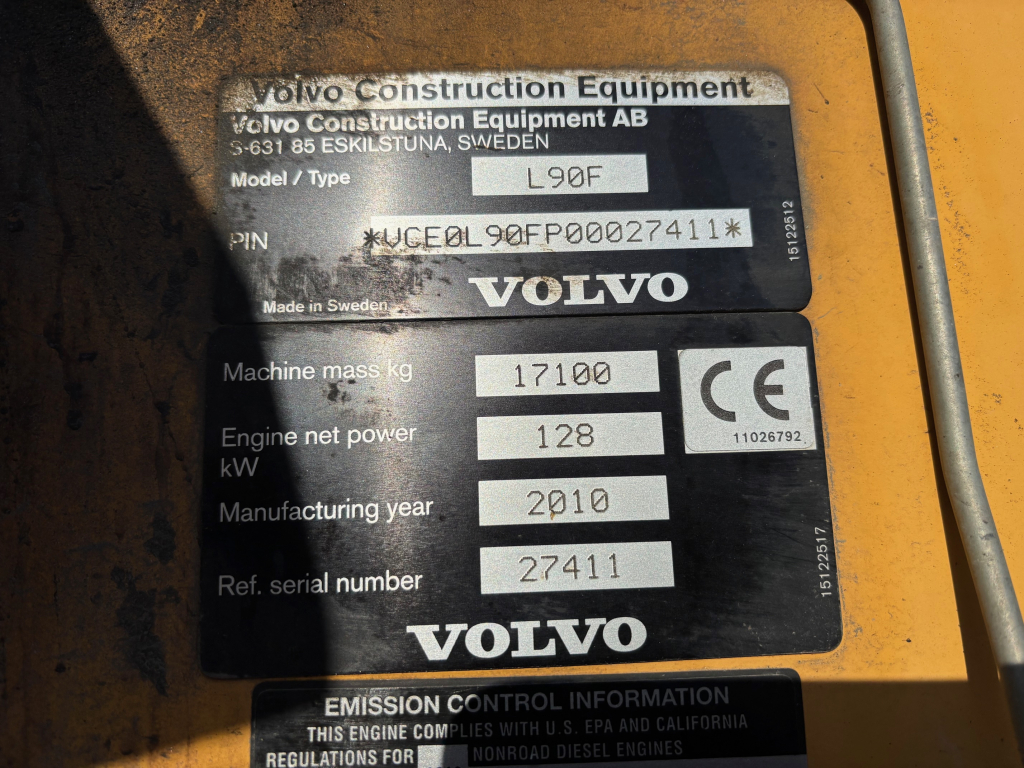 Volvo Construction Equipment
Volvo Construction Equipment AB
S-631 85 ESKILSTUNA, SWEDEN
Model / Type L90F
PIN *VCE0L90FP00027411*
15122512
Made in Sweden VOLVO
Machine mass kg 17100
CE
11026792
Engine net power kW 128
Manufacturing year 2010
Ref. serial number 27411
15122517
VOLVO
EMISSION CONTROL INFORMATION
THIS ENGINE COMPLIES WITH U.S. EPA AND CALIFORNIA
REGULATIONS FOR NONROAD DIESEL ENGINES